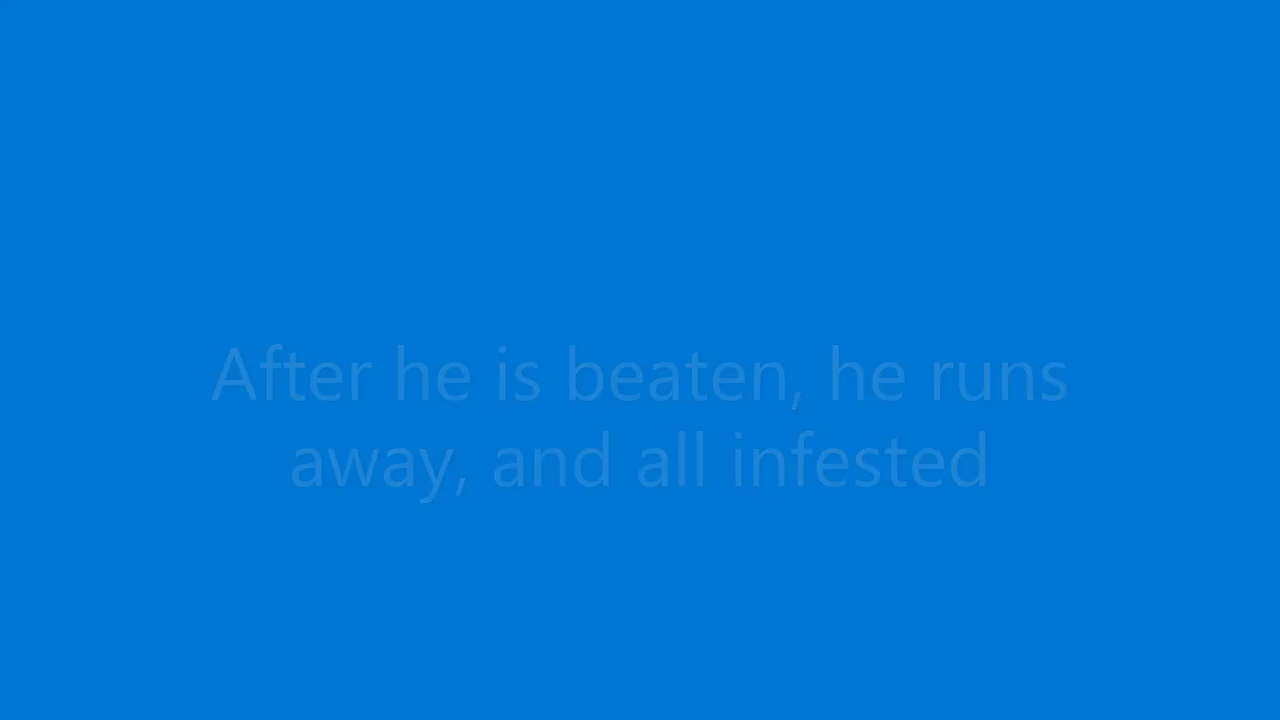 After he is beaten, he runs
away, and all infested